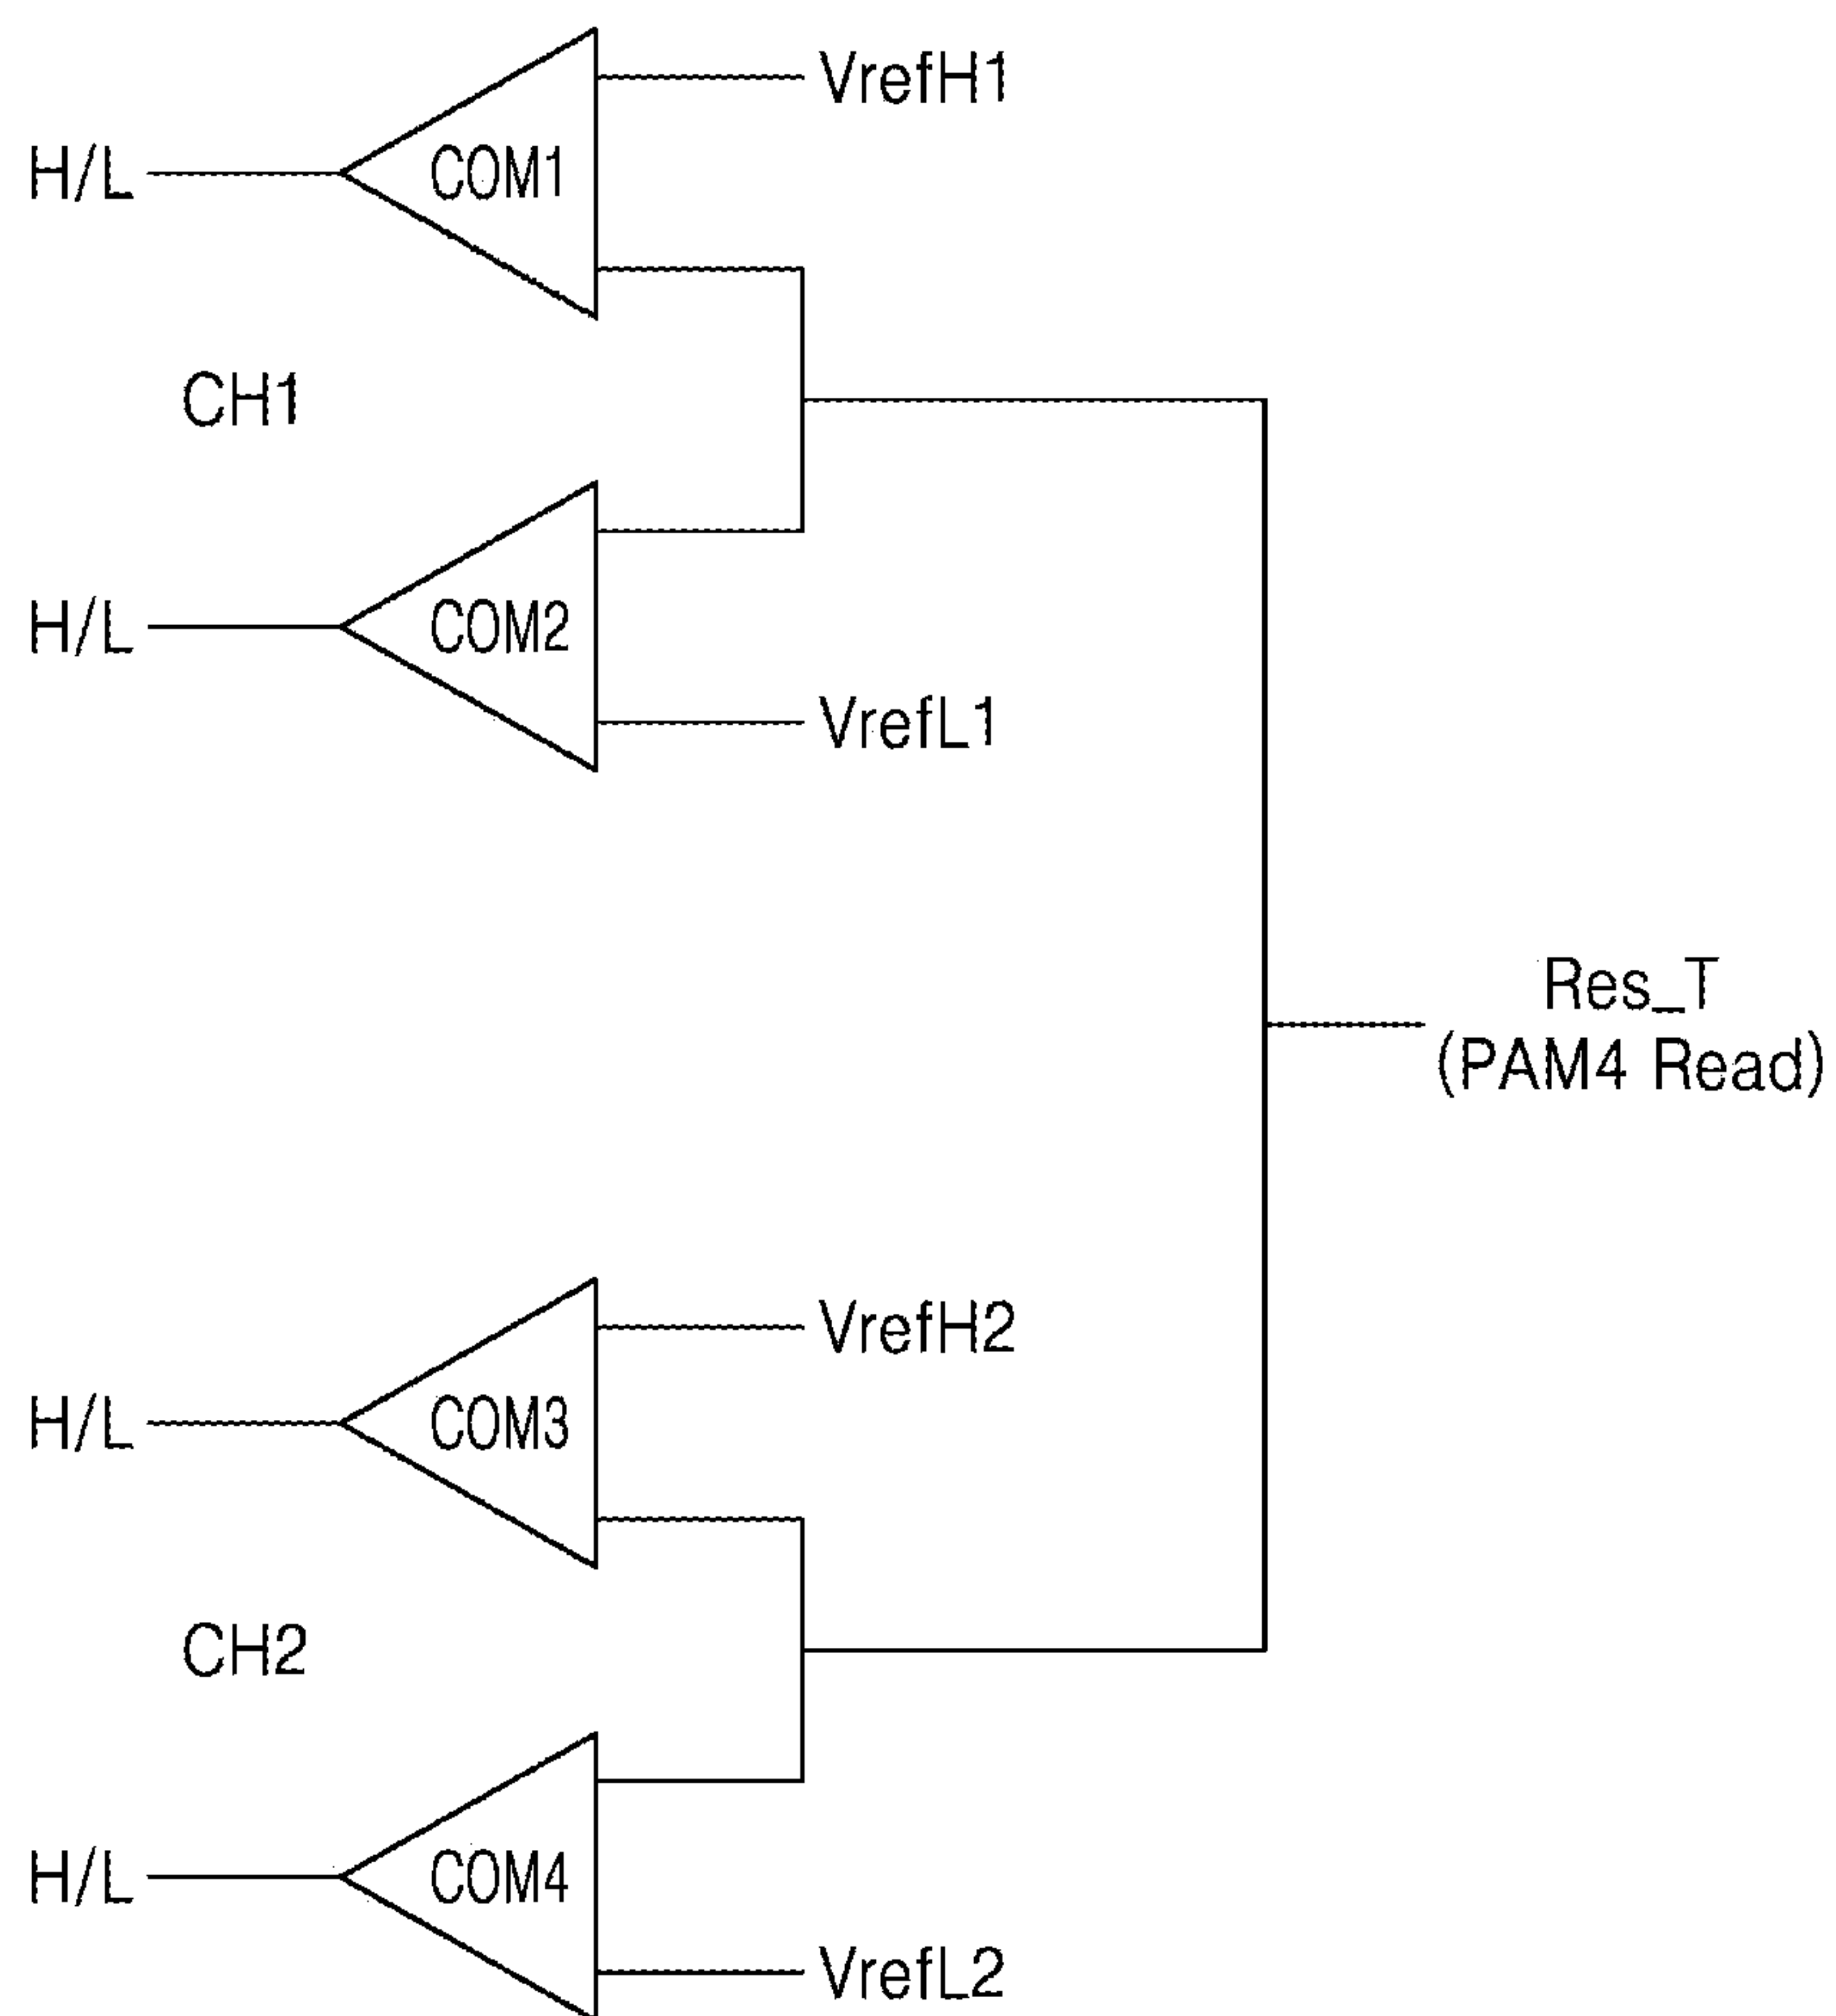 VrefH1
H/L
COM1
CH1
H/L
COM2
VrefL1
Res_T
(PAM4 Read)
VrefH2
H/L
COM3
CH2
H/L
COM4
VrefL2